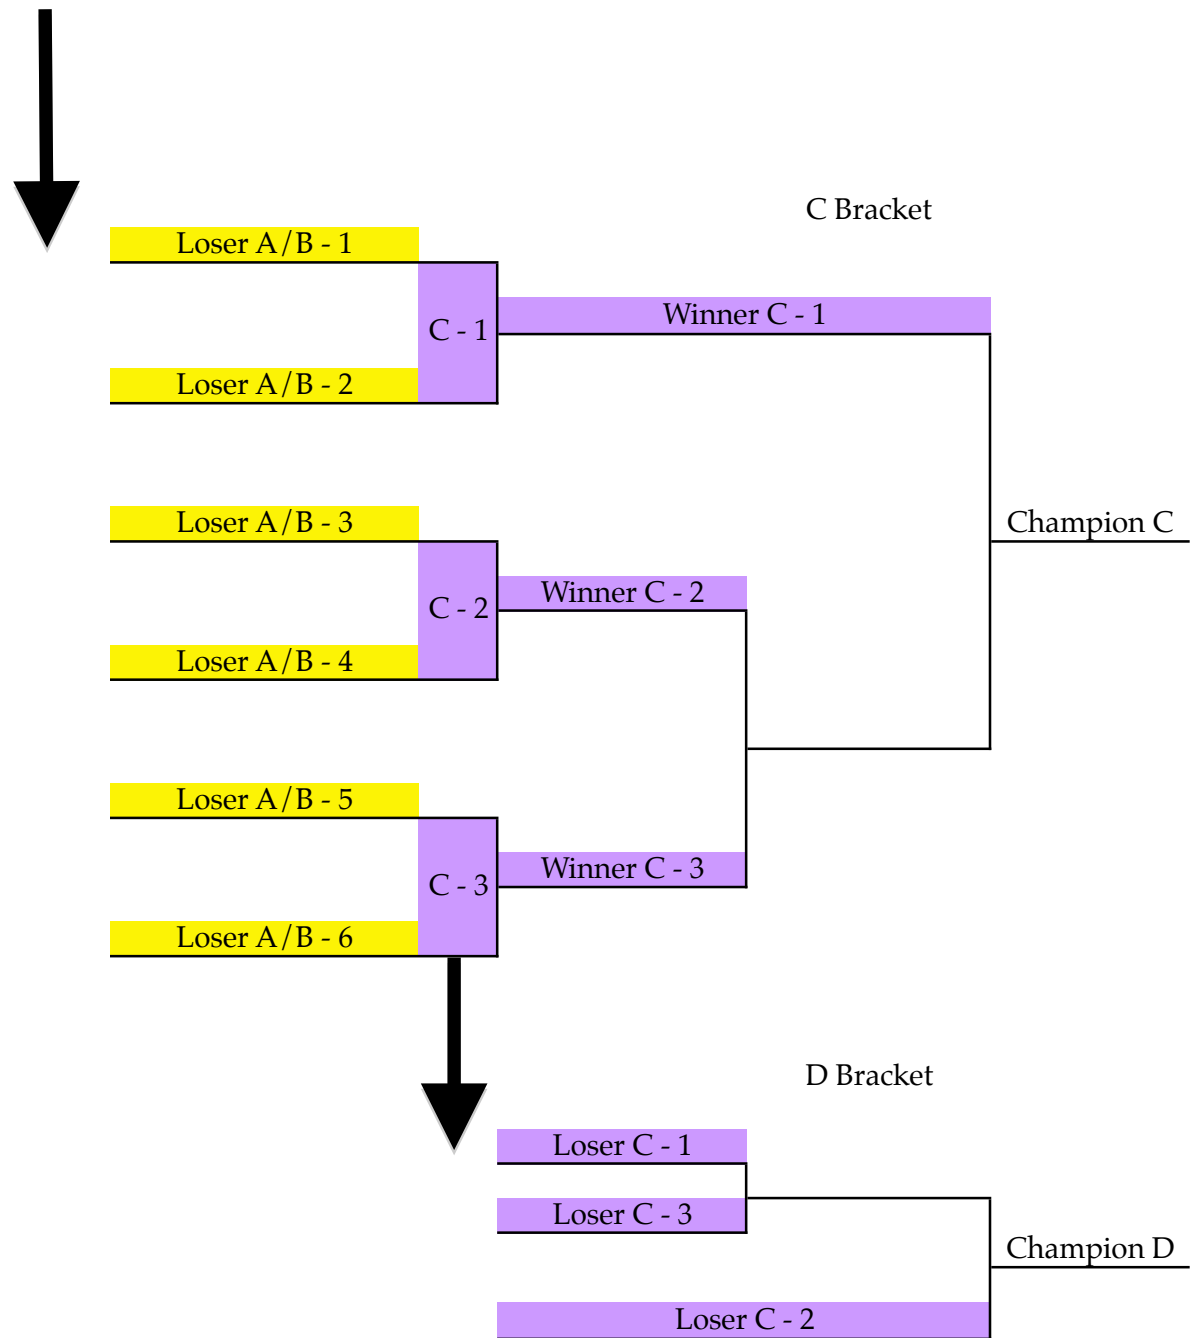 C Bracket
Loser A/B - 1
Winner C - 1
C - 1
Loser A/B - 2
Loser A/B - 3
Champion C
Winner C - 2
C - 2
Loser A/B - 4
Loser A/B - 5
Winner C - 3
C - 3
Loser A/B - 6
D Bracket
Loser C - 1
Loser C - 3
Champion D
Loser C - 2